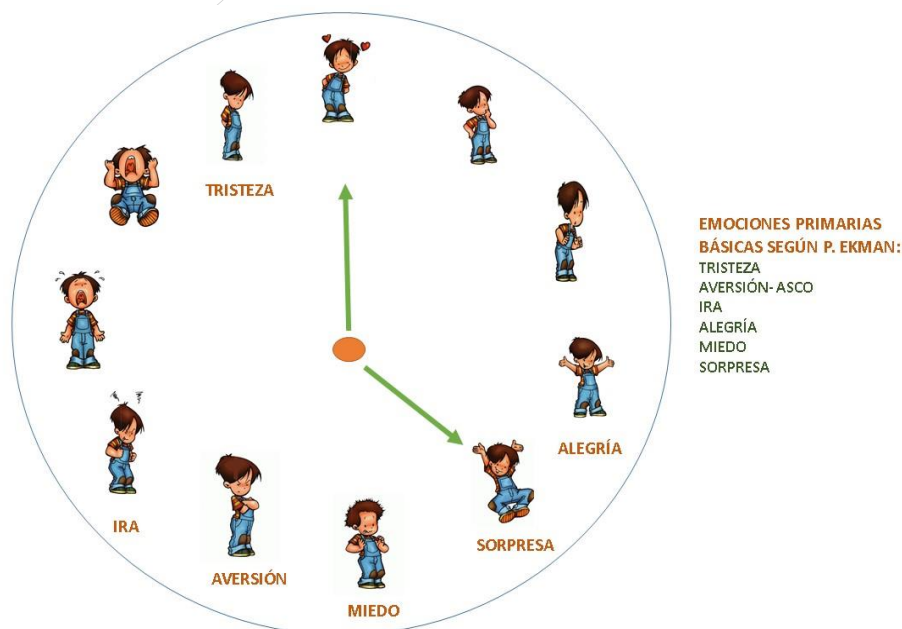 TRISTEZA
ALEGRÍA
SORPRESA
MIEDO
AVERSIÓN
IRA
EMOCIONES PRIMARIAS
BÁSICAS SEGÚN P. EKMAN:
TRISTEZA
AVERSIÓN- ASCO
IRA
ALEGRÍA
MIEDO
SORPRESA